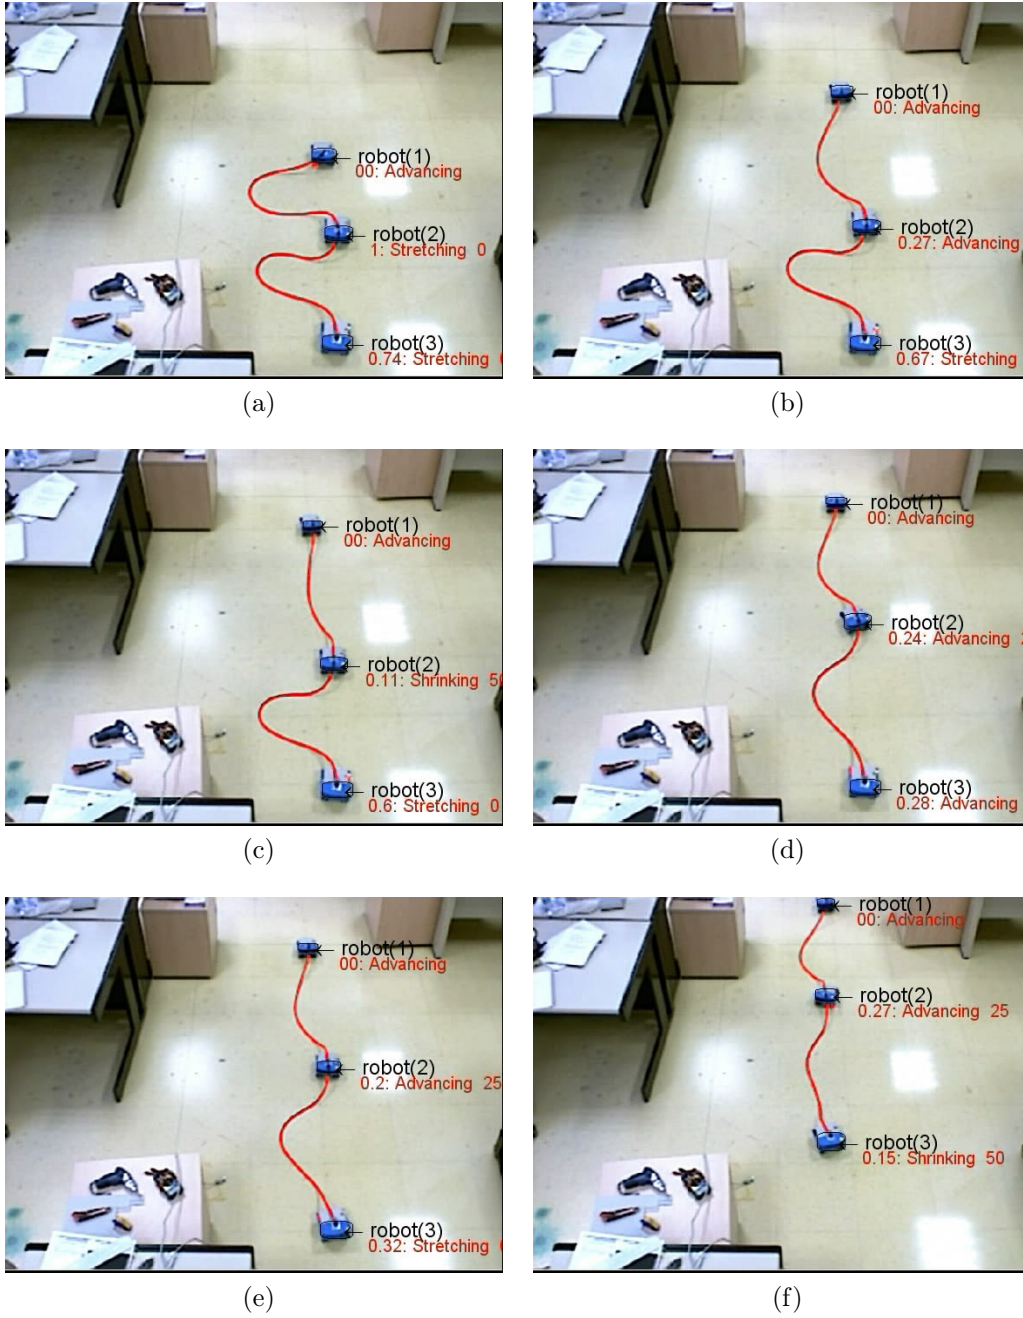 robot(1)
00: Advancing
robot(2)
1: Stretching 0
robot(3)
0.74: Stretching
(a)
robot(1)
00: Advancing
robot(2)
0.27: Advancing
robot(3)
0.67: Stretching
(b)
robot(1)
00: Advancing
robot(2)
0.11: Shrinking 50
robot(3)
0.6: Stretching 0
(c)
robot(1)
00: Advancing
robot(2)
0.24: Advancing
robot(3)
0.28: Advancing
(d)
robot(1)
00: Advancing
robot(2)
0.2: Advancing 25
robot(3)
0.32: Stretching
(e)
robot(1)
00: Advancing
robot(2)
0.27: Advancing 25
robot(3)
0.15: Shrinking 50
(f)